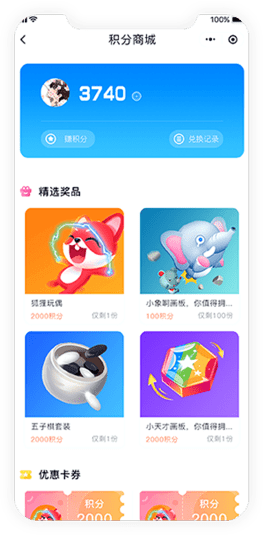 100%
积分商城
3740
赚积分
兑换记录
精选奖品
狐狸玩偶
2000积分 仅剩1份
小象刷画板，你值得拥...
100积分 仅剩100份
五子棋套装
2000积分 仅剩1份
小天才画板，你值得拥...
2000积分 仅剩1份
优惠卡券
积分
2000
积分
2000